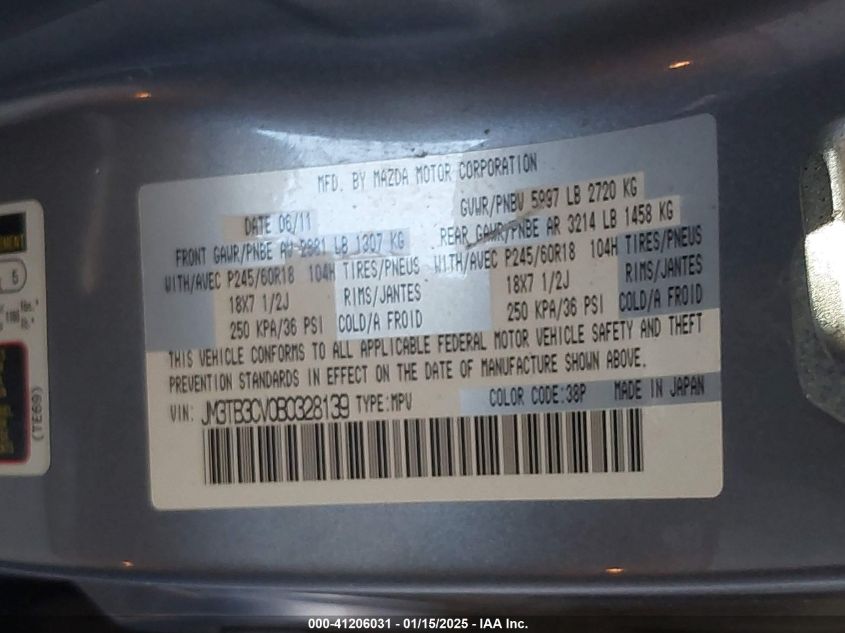 MFD. BY MAZDA MOTOR CORPORATION
DATE 06/11
GVWR/PNBV 5997 LB 2720 KG
FRONT GAWR/PNBE AV 2881 LB 1307 KG
REAR GAWR/PNBE AR 3214 LB 1458 KG
WITH/AVEC P245/60R18 104H TIRES/PNEUS
WITH/AVEC P245/60R18 104H TIRES/PNEUS
18X7 1/2J RIMS/JANTES
18X7 1/2J RIMS/JANTES
250 KPA/36 PSI COLD/A FROID
250 KPA/36 PSI COLD/A FROID
THIS VEHICLE CONFORMS TO ALL APPLICABLE FEDERAL MOTOR VEHICLE SAFETY AND THEFT
PREVENTION STANDARDS IN EFFECT ON THE DATE OF MANUFACTURE SHOWN ABOVE.
VIN: JM3TB3CV0B0328139 TYPE:MPV COLOR CODE:38P MADE IN JAPAN
(TE69)
000-41206031 - 01/15/2025 - IAA Inc.